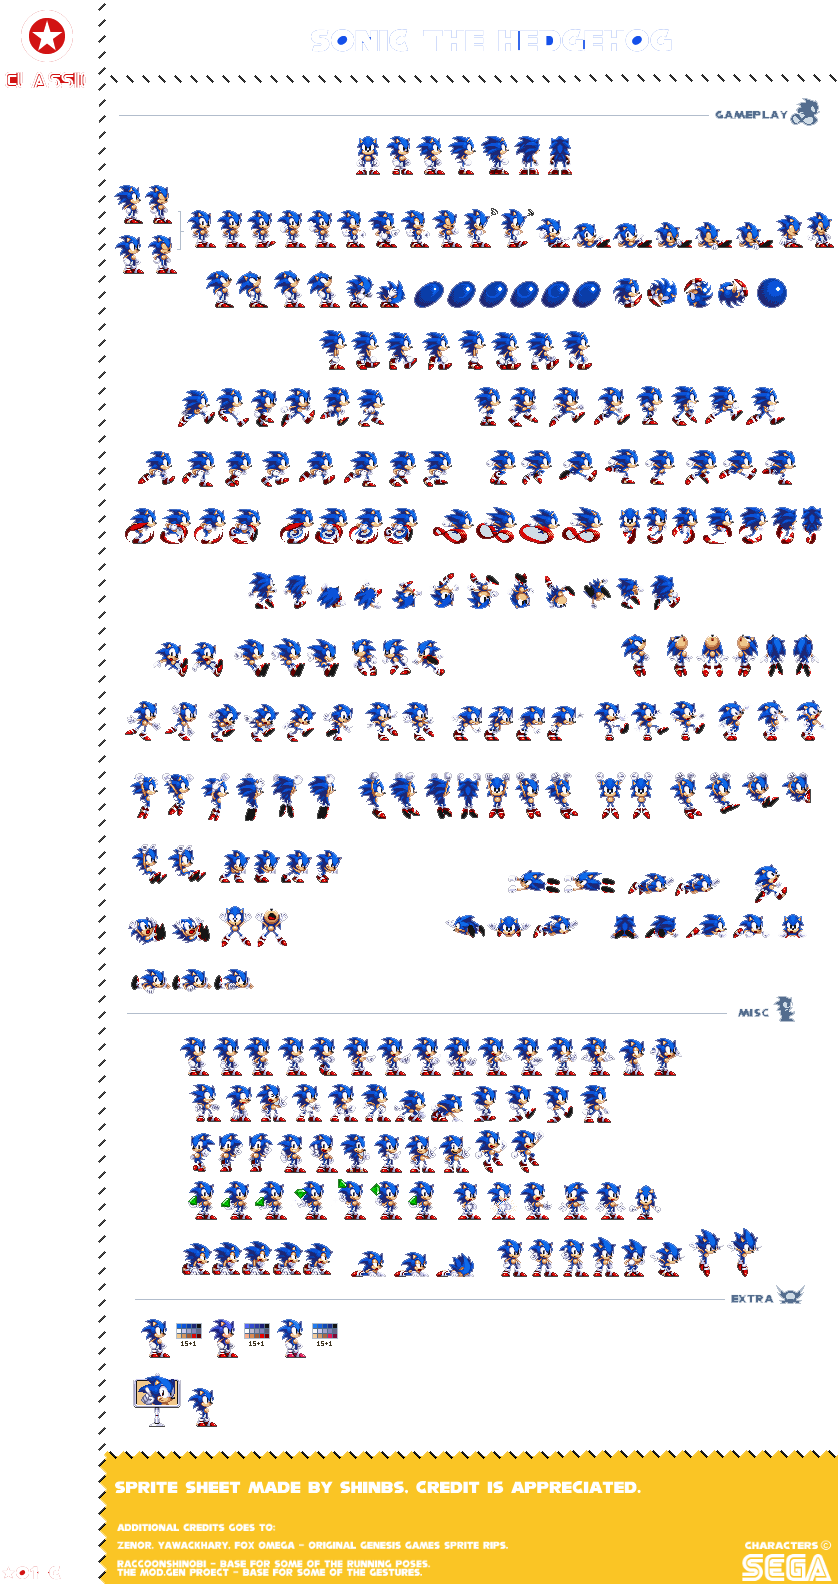 SONIC THE HEDGEHOG
CLASSIC
GAMEPLAY
MISC
EXTRA
15+1
15+1
15+1
SPRITE SHEET MADE BY SHINBS. CREDIT IS APPRECIATED.
ADDITIONAL CREDITS GOES TO:
ZENOR, YAWACKHARY, FOX OMEGA - ORIGINAL GENESIS GAMES SPRITE RIPS.
RACCOONSHINOBI - BASE FOR SOME OF THE RUNNING POSES.
THE MOD.GEN PROECT - BASE FOR SOME OF THE GESTURES.
CHARACTERS ©
SEGA